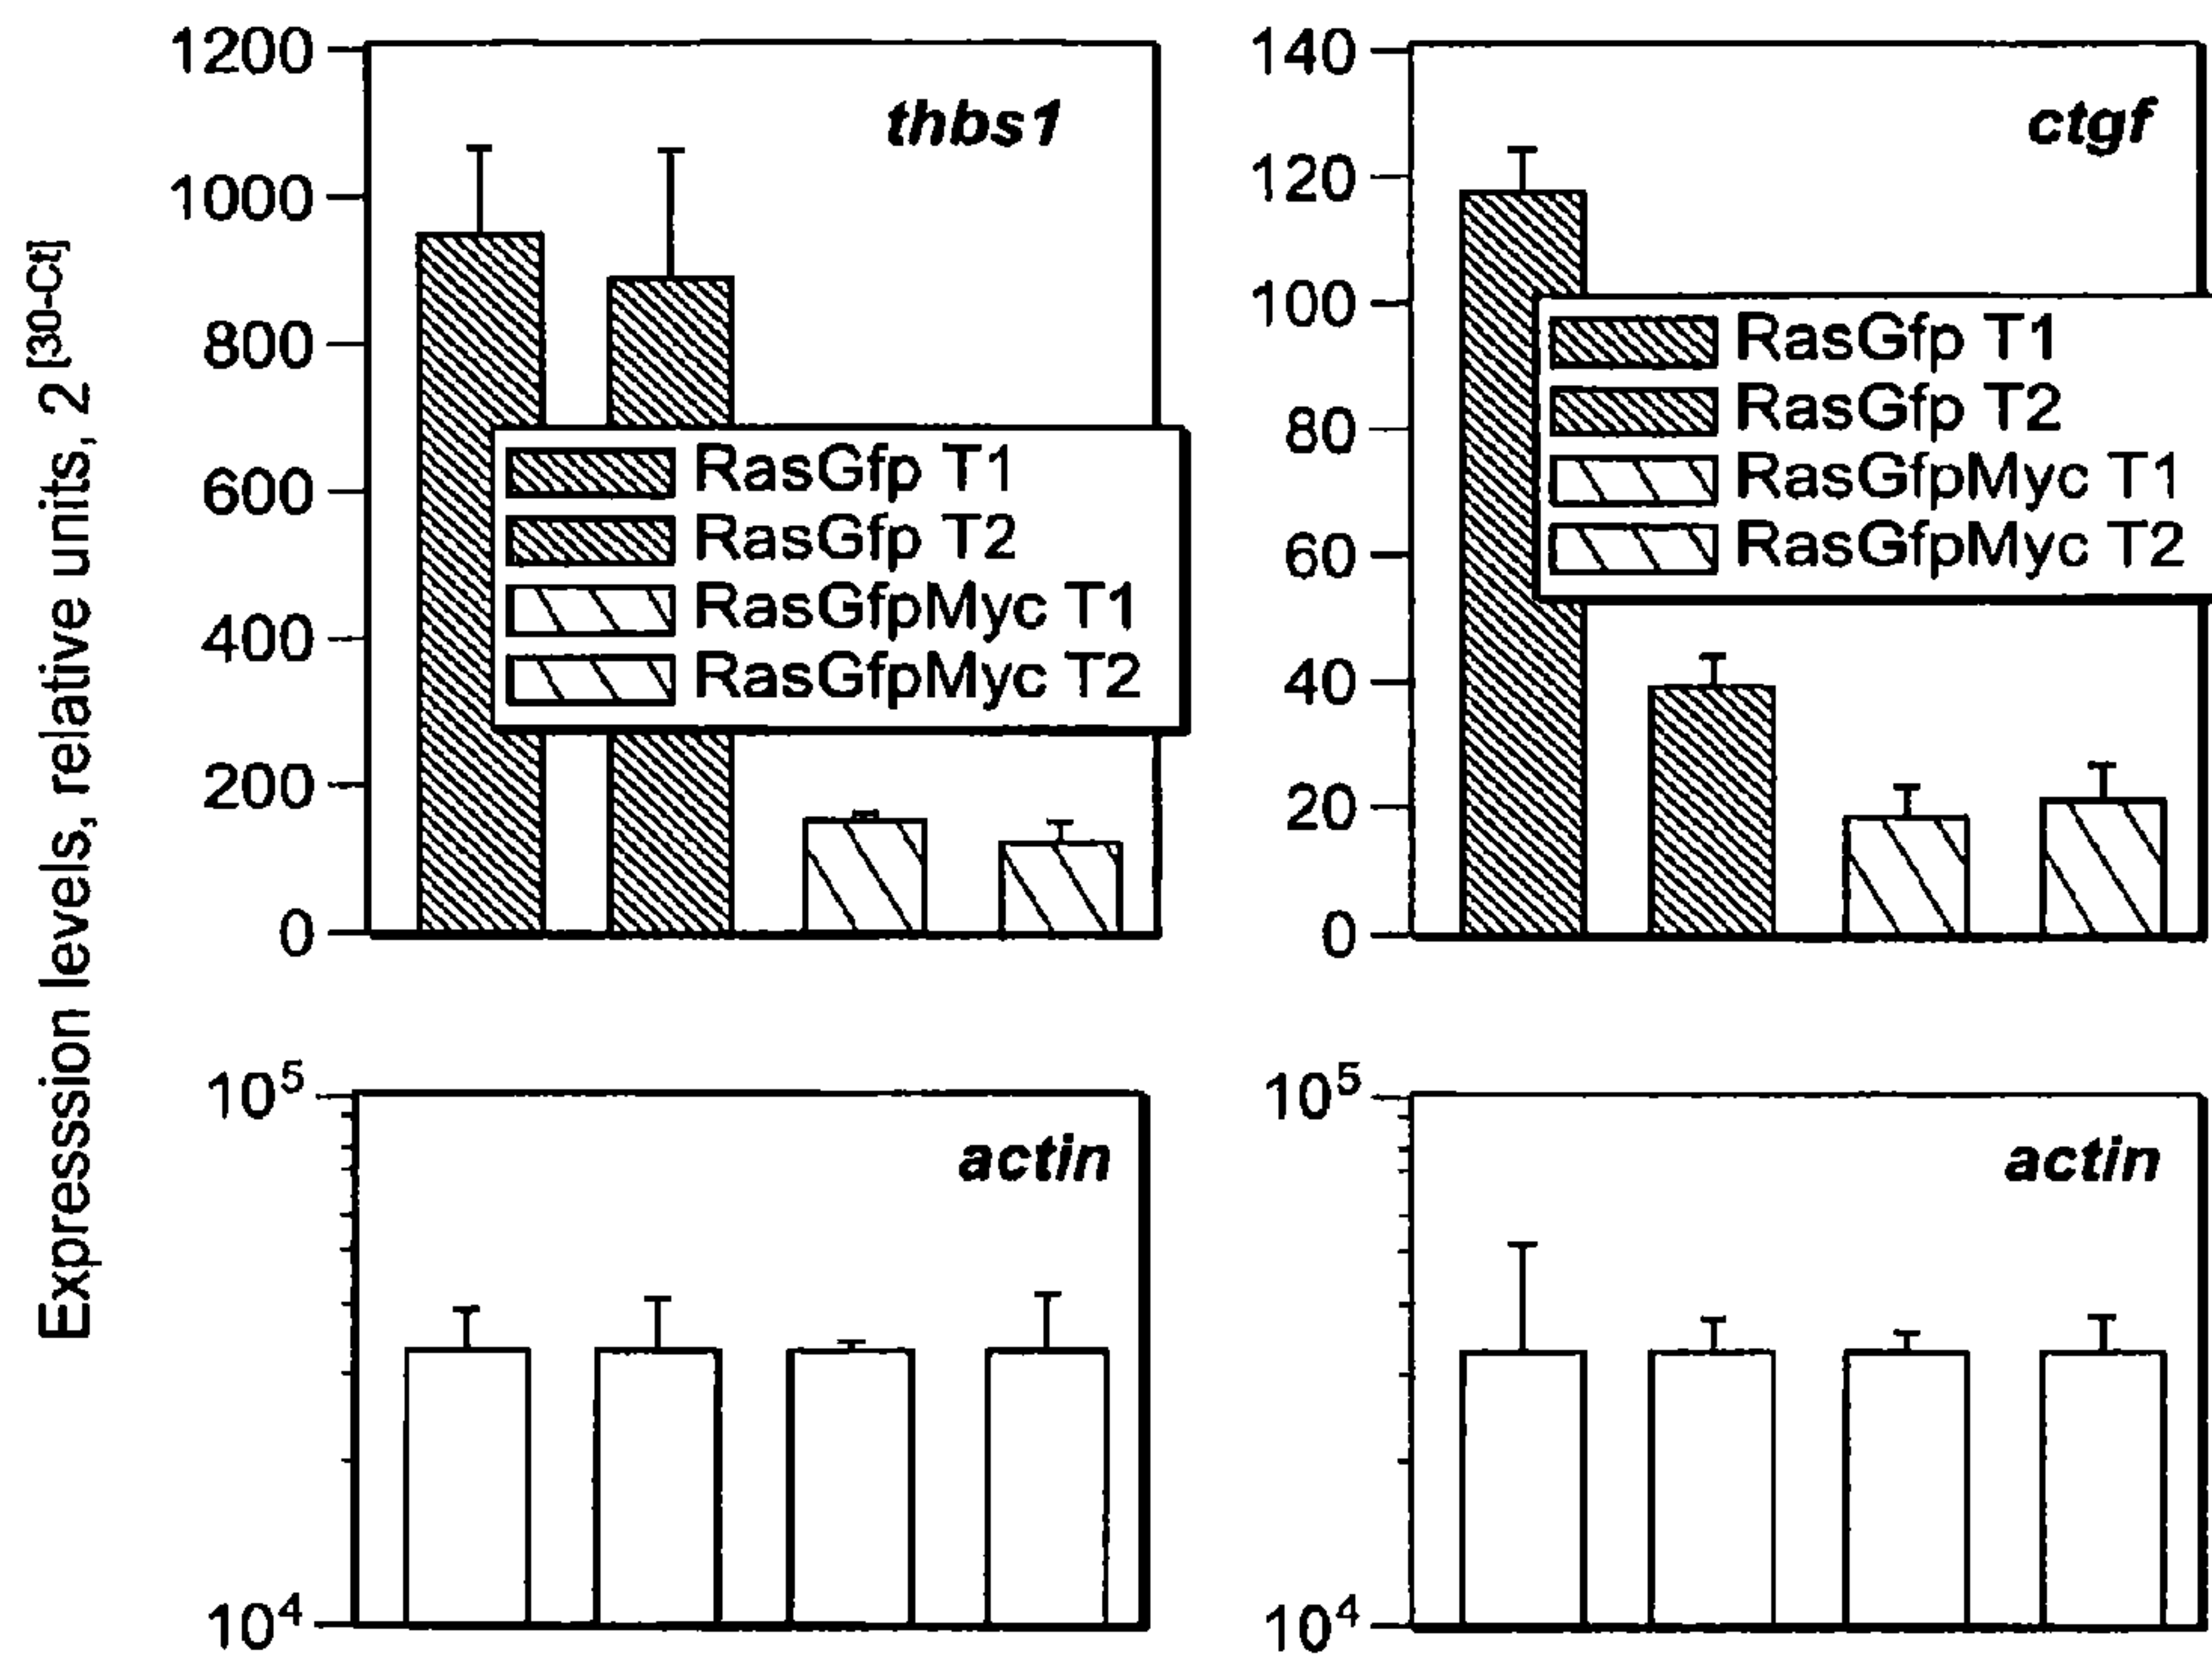 Expression levels, relative units, 2[30-Ct]
1200
1000
800
600
400
200
0
thbs1
RasGfp T1
RasGfp T2
RasGfpMyc T1
RasGfpMyc T2
140
120
100
80
60
40
20
0
ctgf
RasGfp T1
RasGfp T2
RasGfpMyc T1
RasGfpMyc T2
10⁵
10⁴
actin
10⁵
10⁴
actin